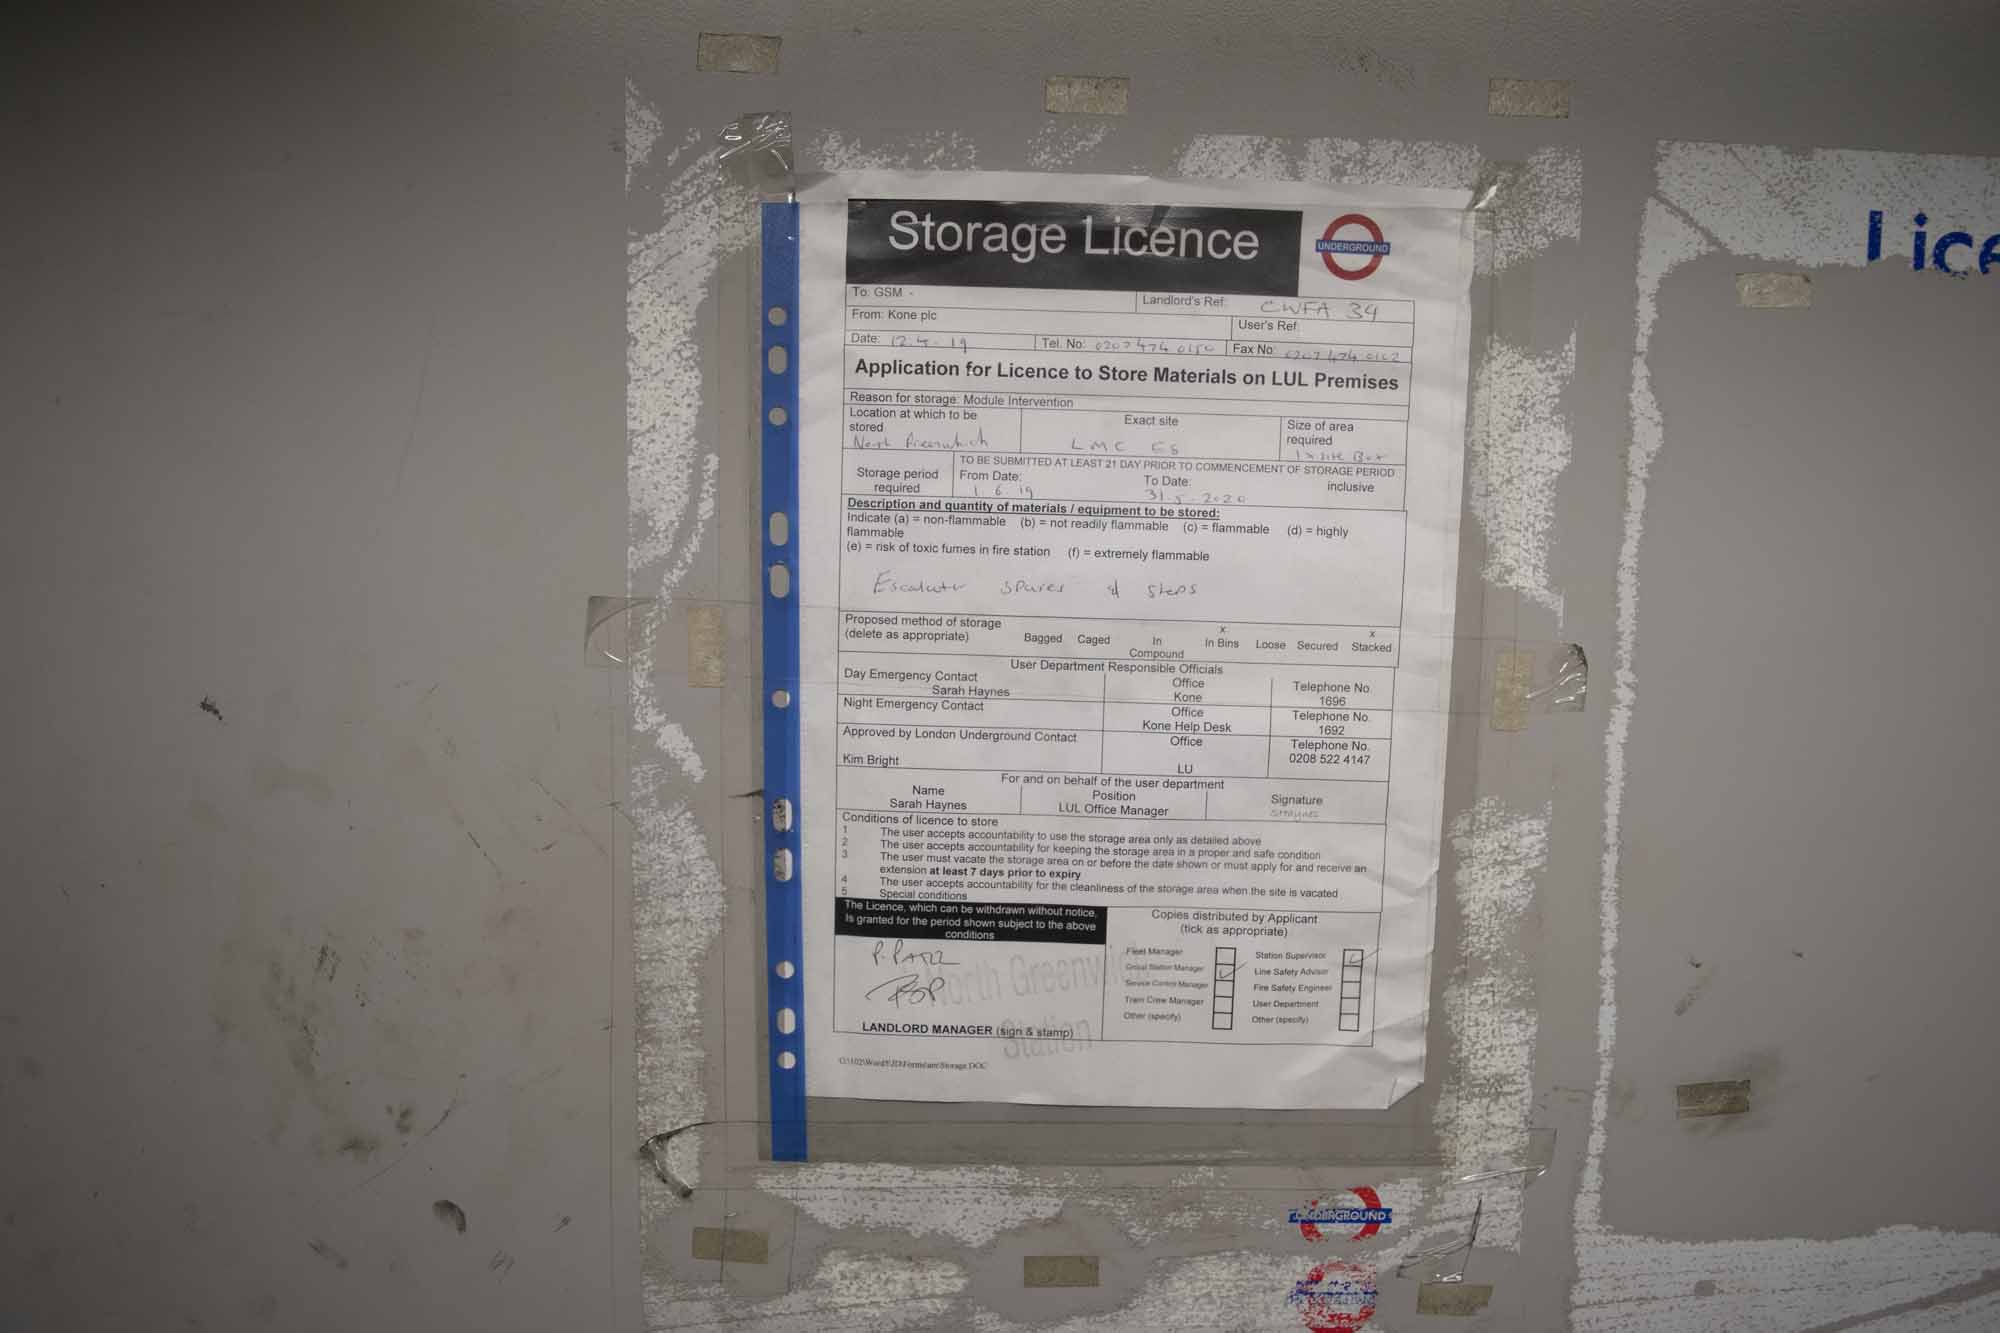 Storage Licence
UNDERGROUND
To: GSM -
Landlord's Ref: CWFA 34
From: Kone plc
User's Ref:
Date: 12.4.19
Tel. No: 0207 474 0150
Fax No: 0207 474 0162
Application for Licence to Store Materials on LUL Premises
Reason for storage: Module Intervention
Location at which to be
stored
North Greenwich
Exact site
LMC E5
Size of area
required
1 x site Box
Storage period
required
TO BE SUBMITTED AT LEAST 21 DAY PRIOR TO COMMENCEMENT OF STORAGE PERIOD
From Date:
1.6.19
To Date:
31.5.2020
inclusive
Description and quantity of materials / equipment to be stored:
Indicate (a) = non-flammable (b) = not readily flammable (c) = flammable (d) = highly
flammable
(e) = risk of toxic fumes in fire station (f) = extremely flammable
Escalator spares & steps
Proposed method of storage
(delete as appropriate)
Bagged Caged In
Compound
x
In Bins
Loose Secured
x
Stacked
User Department Responsible Officials
Day Emergency Contact
Sarah Haynes
Office
Kone
Telephone No.
1696
Night Emergency Contact
Office
Kone Help Desk
Telephone No.
1692
Approved by London Underground Contact
Kim Bright
Office
LU
Telephone No.
0208 522 4147
For and on behalf of the user department
Name
Sarah Haynes
Position
LUL Office Manager
Signature
SHaynes
Conditions of licence to store
1 The user accepts accountability to use the storage area only as detailed above
2 The user accepts accountability for keeping the storage area in a proper and safe condition
3 The user must vacate the storage area on or before the date shown or must apply for and receive an
extension at least 7 days prior to expiry
4 The user accepts accountability for the cleanliness of the storage area when the site is vacated
5 Special conditions
The Licence, which can be withdrawn without notice,
Is granted for the period shown subject to the above
conditions
North Greenwich
Station
LANDLORD MANAGER (sign & stamp)
Copies distributed by Applicant
(tick as appropriate)
Fleet Manager
Group Station Manager
Service Control Manager
Train Crew Manager
Other (specify)
Station Supervisor
Line Safety Advisor
Fire Safety Engineer
User Department
Other (specify)
UNDERGROUND
Lice